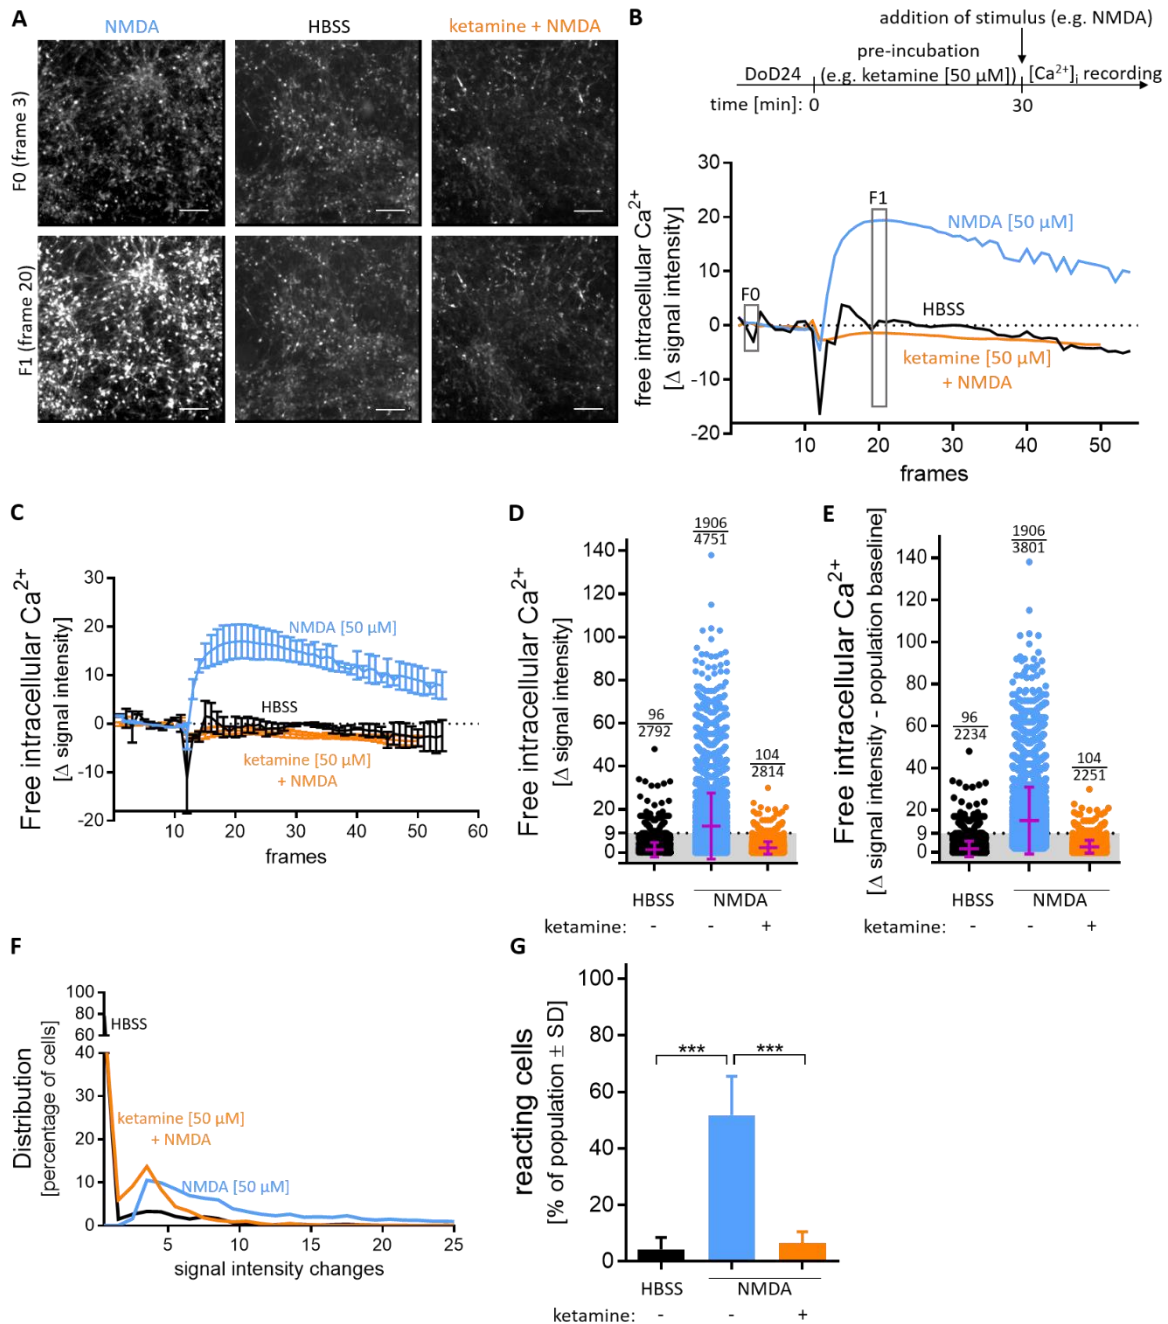 A
NMDA
HBSS
ketamine + NMDA
F0 (frame 3)
F1 (frame 20)
B
addition of stimulus (e.g. NMDA)
pre-incubation
DoD24
(e.g. ketamine [50 µM])
[Ca²⁺]ᵢ recording
time [min]:
0
30
free intracellular Ca²⁺
[Δ signal intensity]
30
20
10
0
-10
-20
F0
F1
NMDA [50 µM]
HBSS
ketamine [50 µM]
+ NMDA
10
20
30
40
50
frames
C
Free intracellular Ca²⁺
[Δ signal intensity]
30
20
10
0
-10
-20
NMDA [50 µM]
HBSS
ketamine [50 µM]
+ NMDA
10
20
30
40
50
60
frames
D
Free intracellular Ca²⁺
[Δ signal intensity]
140
120
100
80
60
40
20
9
0
96
2792
1906
4751
104
2814
HBSS
NMDA
ketamine:
-
-
+
E
Free intracellular Ca²⁺
[Δ signal intensity - population baseline]
140
120
100
80
60
40
20
9
0
96
2234
1906
3801
104
2251
HBSS
NMDA
ketamine:
-
-
+
F
Distribution
[percentage of cells]
100
80
60
40
30
20
10
0
HBSS
ketamine [50 µM]
+ NMDA
NMDA [50 µM]
5
10
15
20
25
signal intensity changes
G
reacting cells
[% of population ± SD]
100
80
60
40
20
0
***
***
HBSS
NMDA
ketamine:
-
-
+